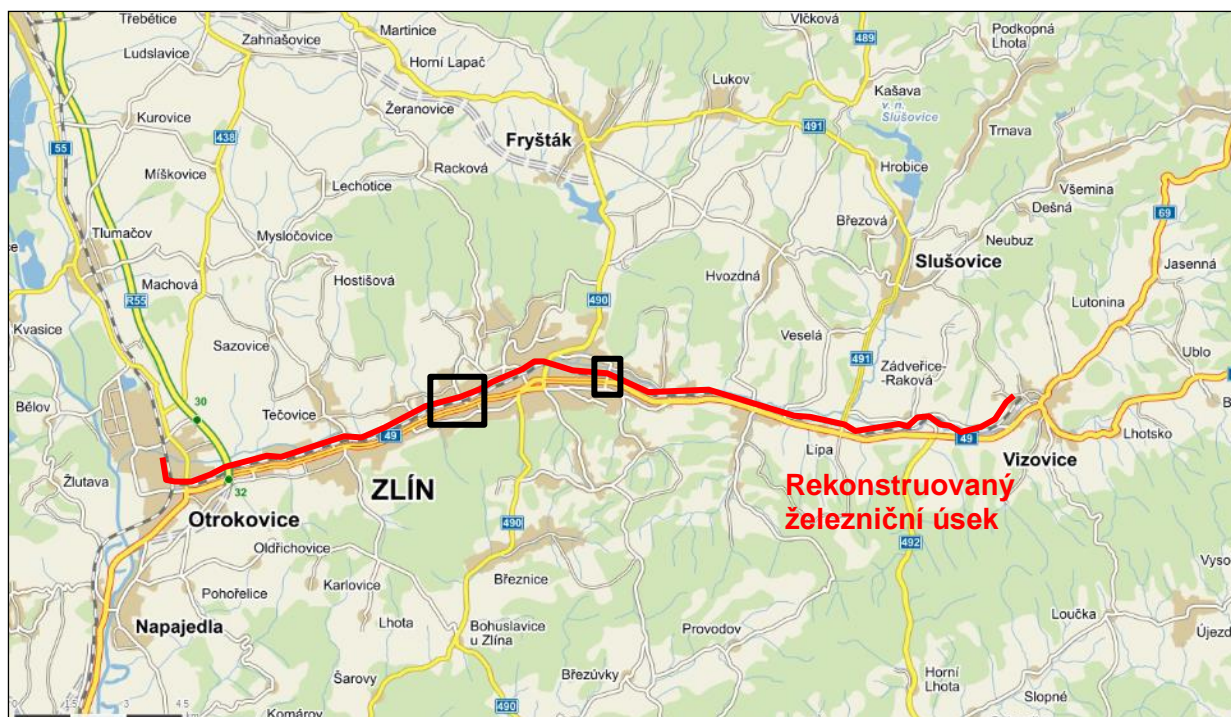 Třebětice
Martinice
Vlčková
Podkopná
Lhota
Zahnašovice
489
Ludslavice
Horní Lapač
Lukov
Kašava
v. n.
Slušovice
Kurovice
Žeranovice
Trnava
491
438
55
Fryšták
Hrobice
Míškovice
Racková
Lechotice
Všemina
Dešná
69
Březová
Tlumačov
Mysločovice
Neubuz
Slušovice
Jasenná
Hostišová
Hvozdná
Machová
R55
490
Lutonina
Kvasice
Veselá
Sazovice
491
Zádveřice-
Raková
Ublo
Bělov
30
Tečovice
49
49
Lhotsko
Lípa
Vizovice
Žlutava
32
ZLÍN
Rekonstruovaný
železniční úsek
Otrokovice
490
492
Oldřichovice
Březnice
Pohořelice
Karlovice
Loučka
Napajedla
Lhota
Bohuslavice
u Zlína
Provodov
Újezd
Šarovy
Březůvky
Horní
Lhota
Slopné
490
Komárov